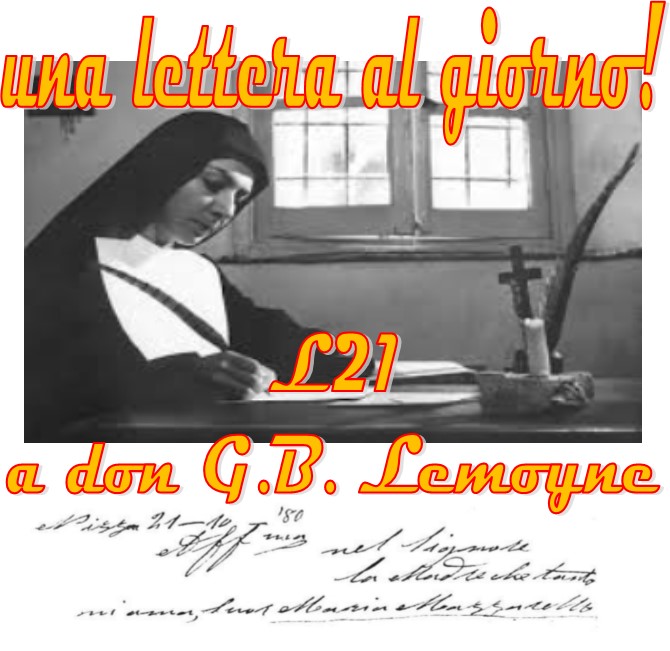 una lettera al giorno!
L21
a don G.B. Lemoyne
Nizza 21-10 '80
Aff.ma nel Signore
la Madre che tanto
mi ama, Suor Maria Mazzarello